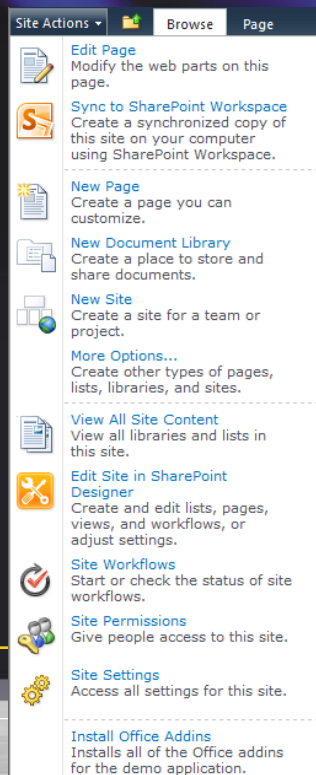 Site Actions Browse Page
Edit Page
Modify the web parts on this
page.
Sync to SharePoint Workspace
Create a synchronized copy of
this site on your computer
using SharePoint Workspace.
New Page
Create a page you can
customize.
New Document Library
Create a place to store and
share documents.
New Site
Create a site for a team or
project.
More Options...
Create other types of pages,
lists, libraries, and sites.
View All Site Content
View all libraries and lists in
this site.
Edit Site in SharePoint
Designer
Create and edit lists, pages,
views, and workflows, or
adjust settings.
Site Workflows
Start or check the status of site
workflows.
Site Permissions
Give people access to this site.
Site Settings
Access all settings for this site.
Install Office Addins
Installs all of the Office addins
for the demo application.